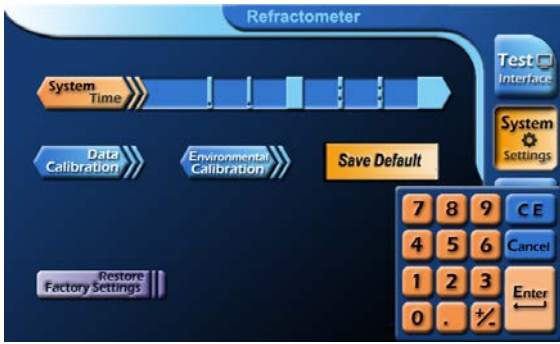 Refractometer
Test
Interface
System
Time
System
Settings
Data
Calibration
Environmental
Calibration
Save Default
7 8 9 CE
4 5 6 Cancel
1 2 3 Enter
0 . +/-
Restore
Factory Settings